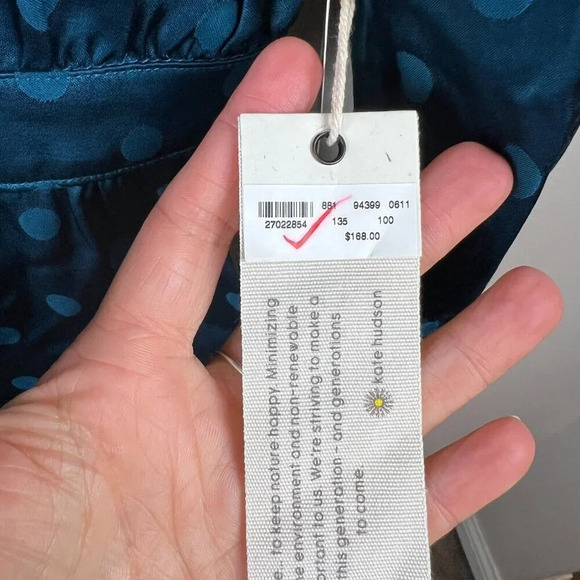 881 94399 0611
27022854 135 100
$168.00
e.. to keep nature happy. Minimizing
he environment and non-renewable
ortant to us. We're striving to make a
this generation - and generations
to come.
kate hudson